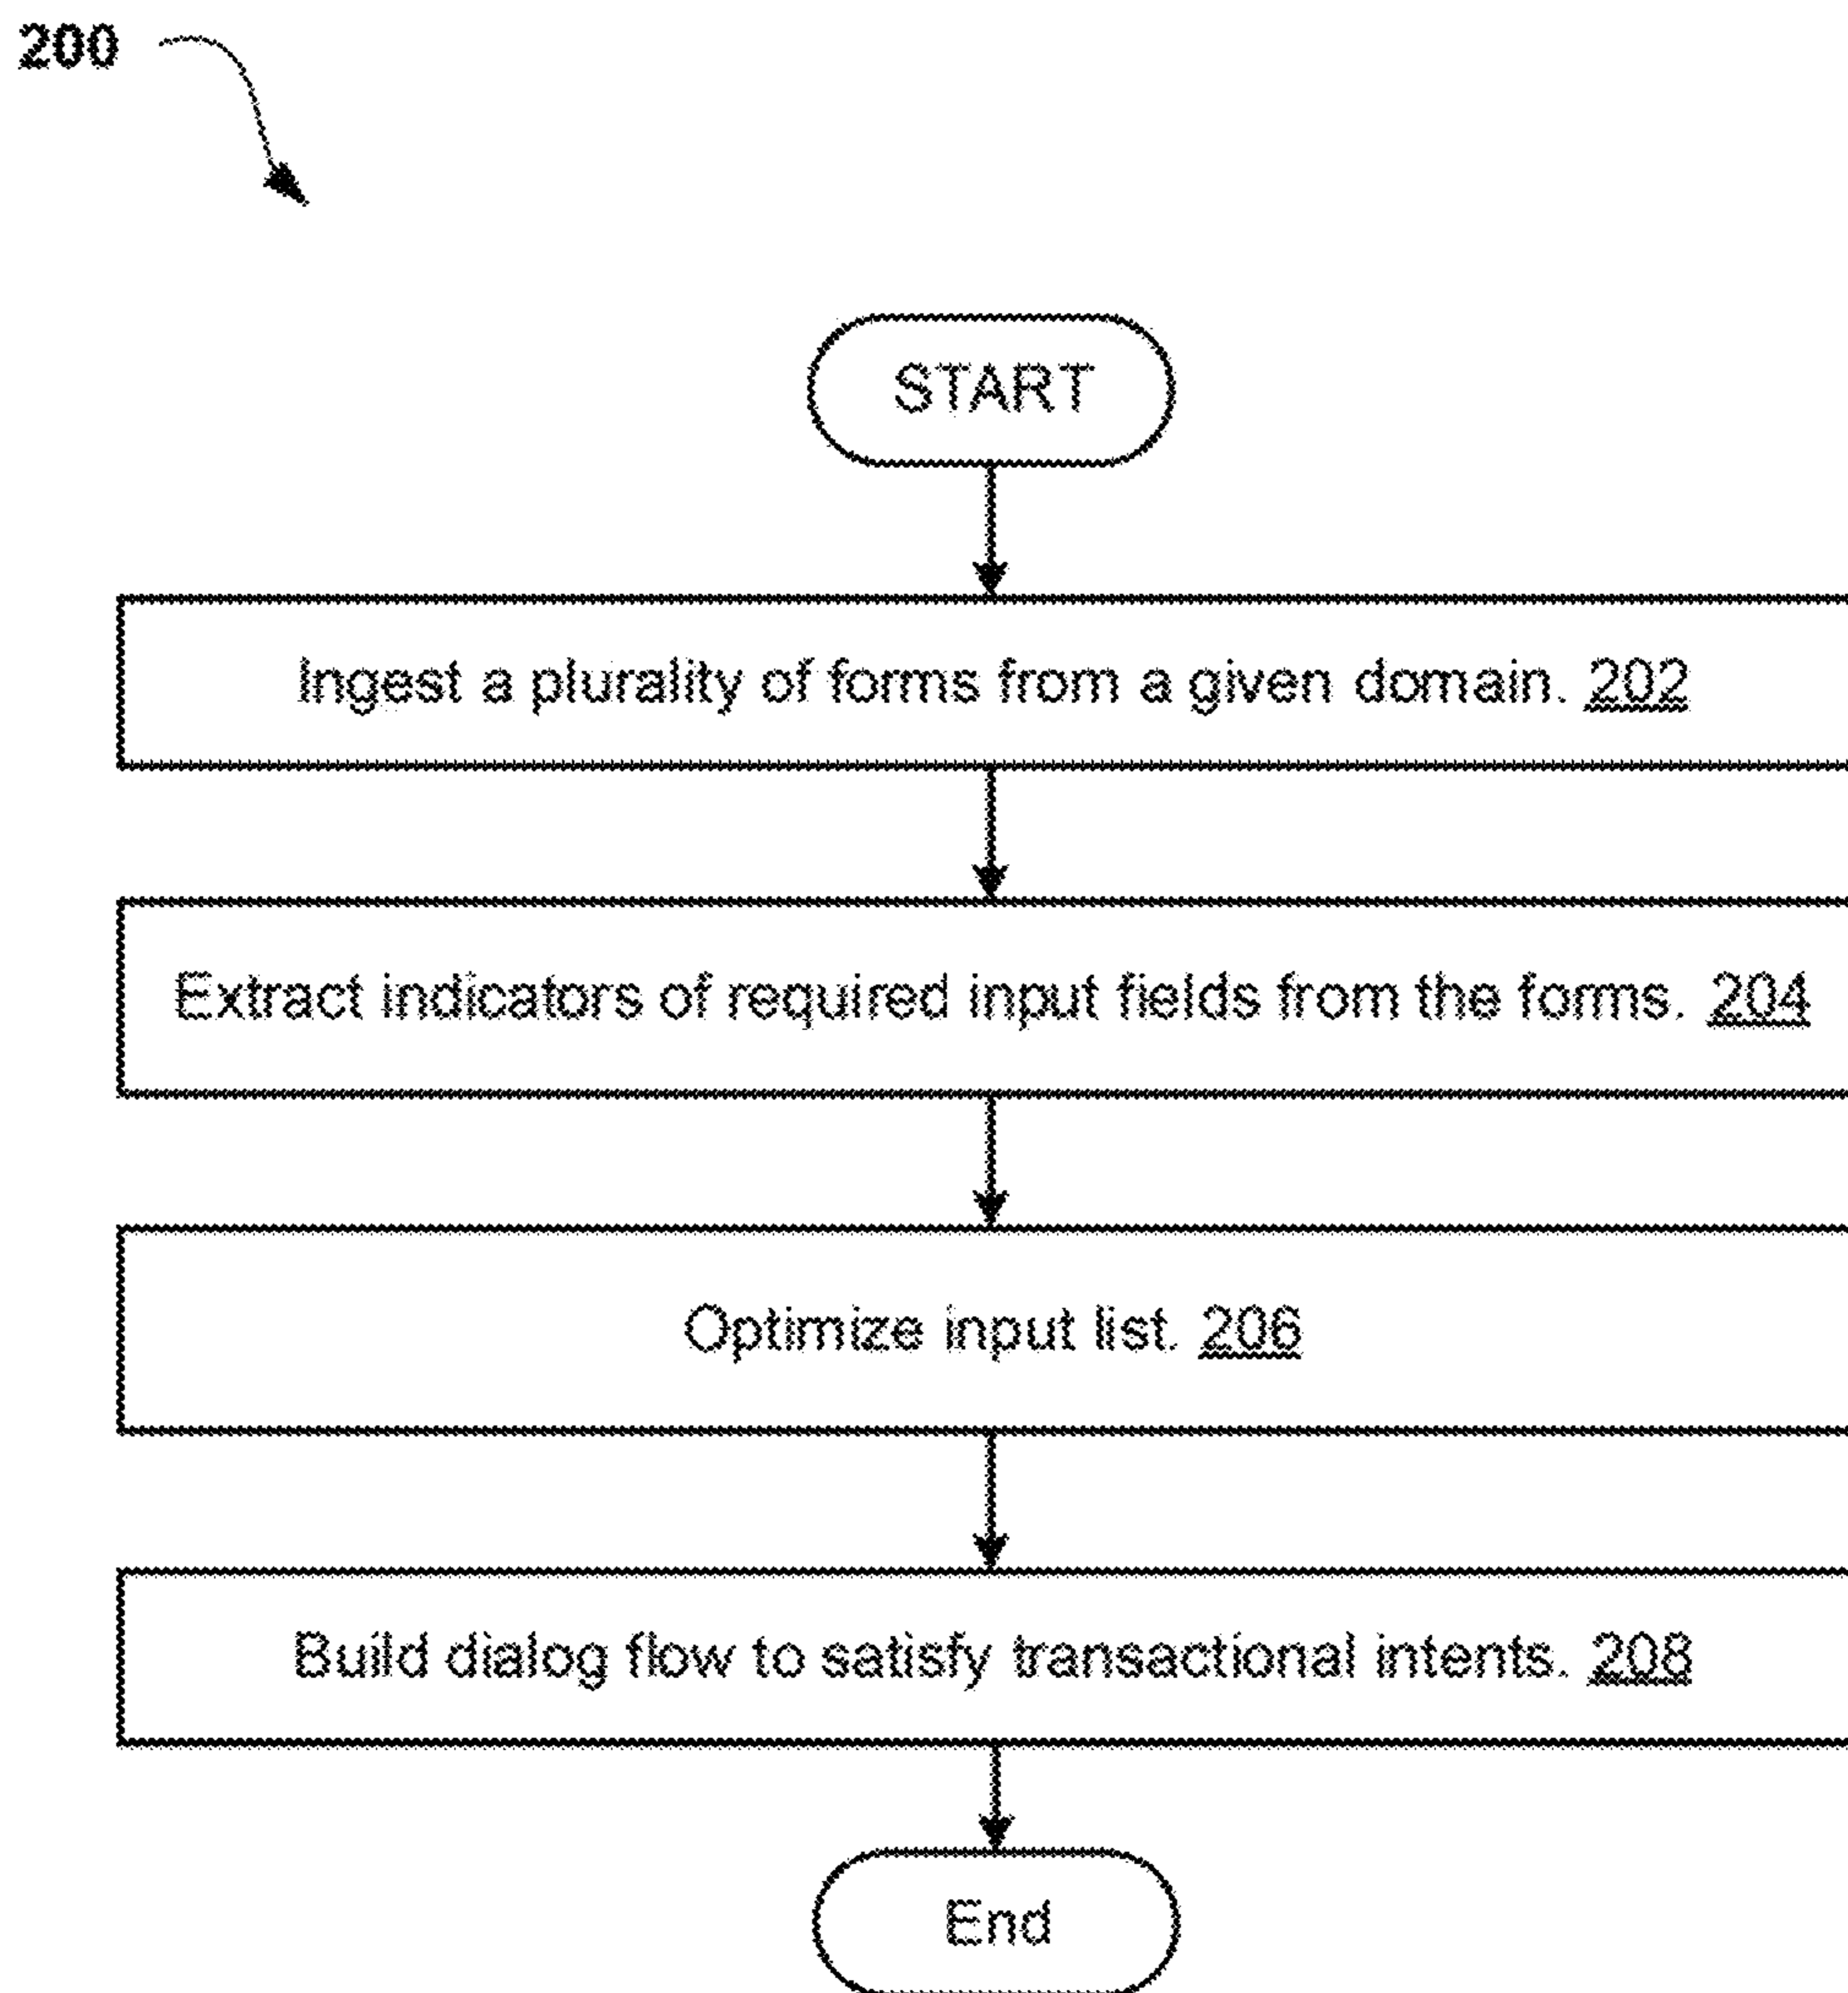 200
START
Ingest a plurality of forms from a given domain. 202
Extract indicators of required input fields from the forms. 204
Optimize input list. 206
Build dialog flow to satisfy transactional intents. 208
End